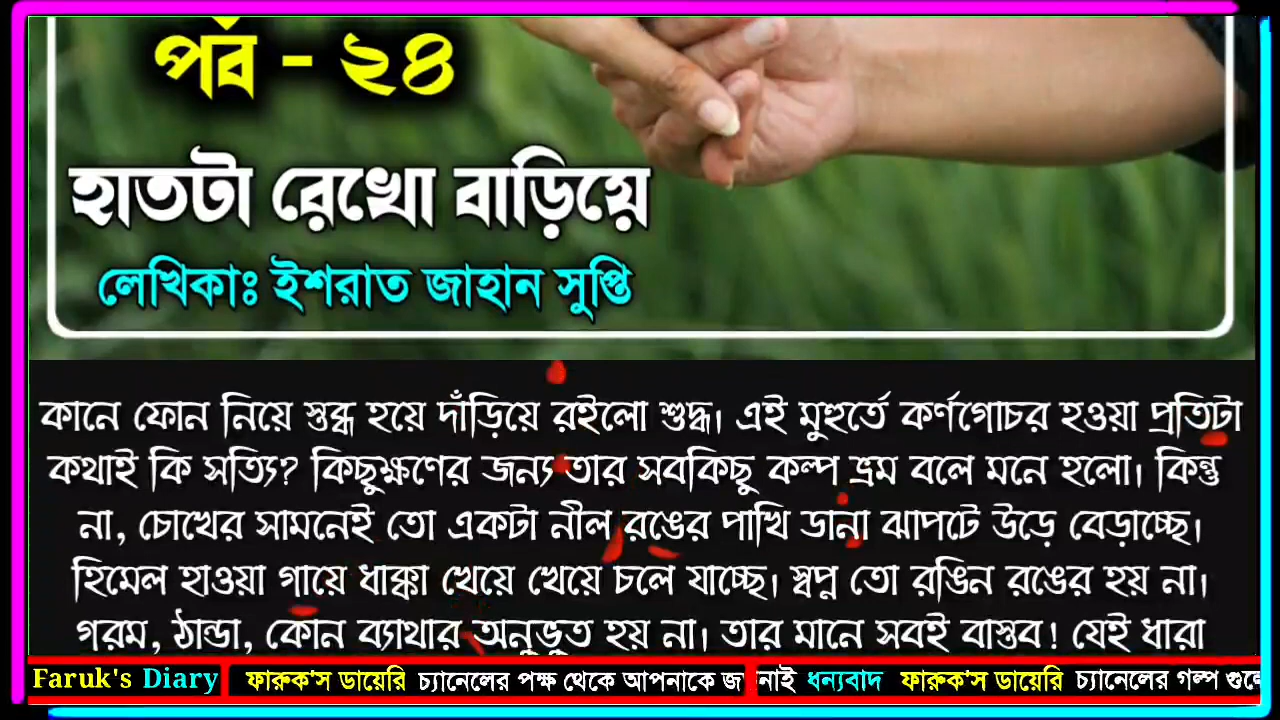 পর্ব - ২৪
হাতটা রেখো বাড়িয়ে
লেখিকাঃ ইশরাত জাহান সুপ্তি
কানে ফোন নিয়ে স্তব্ধ হয়ে দাঁড়িয়ে রইলো শুদ্ধ। এই মুহুর্তে কর্ণগোচর হওয়া প্রতিটা
কথাই কি সত্যি? কিছুক্ষণের জন্য তার সবকিছু কল্প ভ্রম বলে মনে হলো। কিন্তু
না, চোখের সামনেই তো একটা নীল রঙের পাখি ডানা ঝাপটে উড়ে বেড়াচ্ছে।
হিমেল হাওয়া গায়ে ধাক্কা খেয়ে খেয়ে চলে যাচ্ছে। স্বপ্ন তো রঙিন রঙের হয় না।
গরম, ঠান্ডা, কোন ব্যাথার অনুভূত হয় না। তার মানে সবই বাস্তব! যেই ধারা
Faruk's Diary ফারুক'স ডায়েরি চ্যানেলের পক্ষ থেকে আপনাকে নাই ধন্যবাদ ফারুক'স ডায়েরি চ্যানেলের গল্প